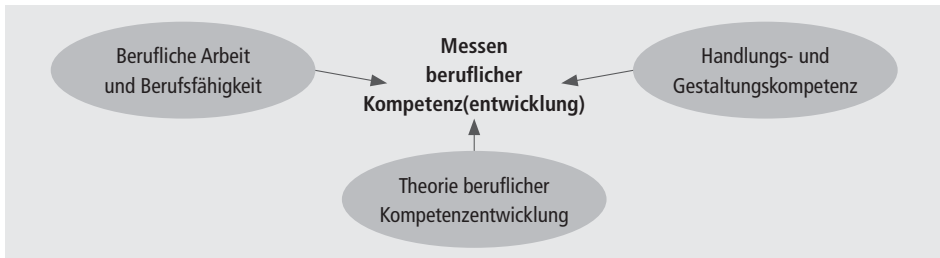 Berufliche Arbeit
und Berufsfähigkeit
Messen
beruflicher
Kompetenz(entwicklung)
Handlungs- und
Gestaltungskompetenz
Theorie beruflicher
Kompetenzentwicklung